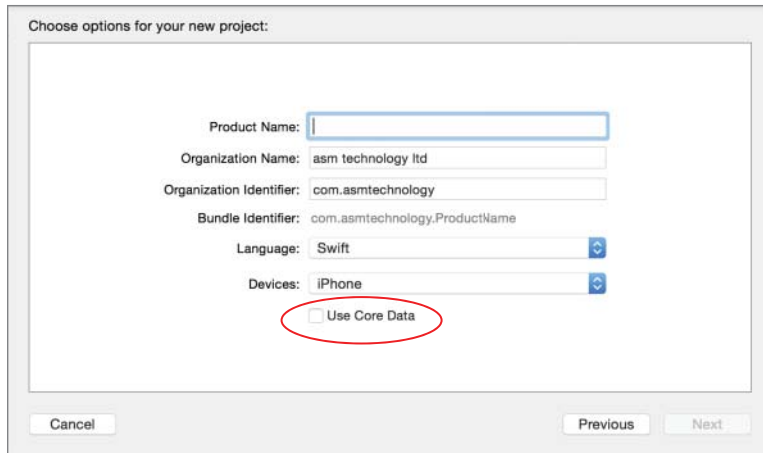 Choose options for your new project:
Product Name:
Organization Name: asm technology ltd
Organization Identifier: com.asmtechnology
Bundle Identifier: com.asmtechnology.ProductName
Language: Swift
Devices: iPhone
Use Core Data
Cancel Previous Next